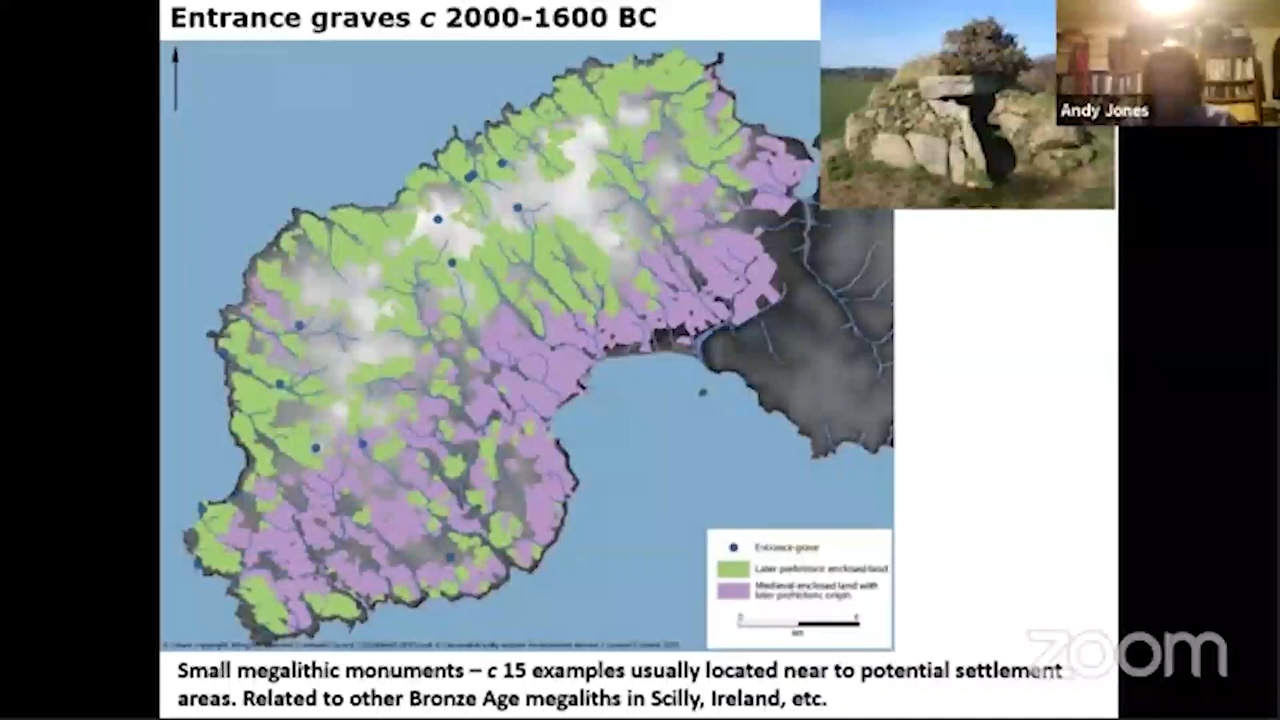 Entrance graves c 2000-1600 BC
Andy Jones
Entrance grave
Later prehistoric enclosed land
Medieval enclosed land with
later prehistoric origin
km
zoom
Small megalithic monuments – c 15 examples usually located near to potential settlement
areas. Related to other Bronze Age megaliths in Scilly, Ireland, etc.